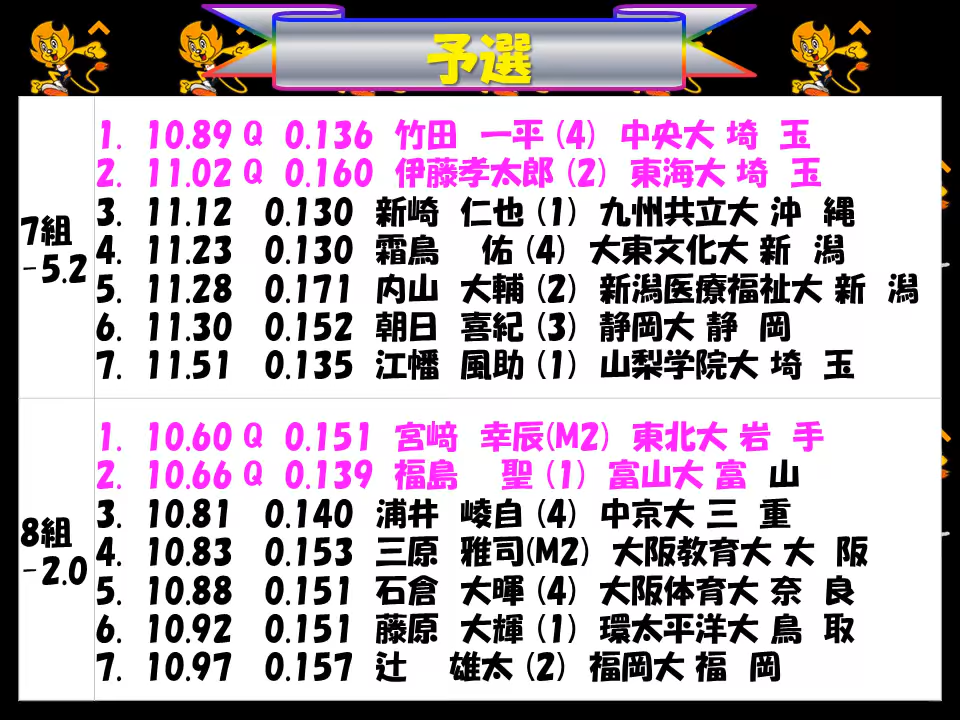 予選
7組
-5.2
1. 10.89 Q 0.136 竹田 一平 (4) 中央大 埼 玉
2. 11.02 Q 0.160 伊藤孝太郎 (2) 東海大 埼 玉
3. 11.12 0.130 新崎 仁也 (1) 九州共立大 沖 縄
4. 11.23 0.130 霜鳥 佑 (4) 大東文化大 新 潟
5. 11.28 0.171 内山 大輔 (2) 新潟医療福祉大 新 潟
6. 11.30 0.152 朝日 喜紀 (3) 静岡大 静 岡
7. 11.51 0.135 江幡 風助 (1) 山梨学院大 埼 玉
8組
-2.0
1. 10.60 Q 0.151 宮﨑 幸辰(M2) 東北大 岩 手
2. 10.66 Q 0.139 福島 聖 (1) 富山大 富 山
3. 10.81 0.140 浦井 崚自 (4) 中京大 三 重
4. 10.83 0.153 三原 雅司(M2) 大阪教育大 大 阪
5. 10.88 0.151 石倉 大暉 (4) 大阪体育大 奈 良
6. 10.92 0.151 藤原 大輝 (1) 環太平洋大 鳥 取
7. 10.97 0.157 辻 雄太 (2) 福岡大 福 岡